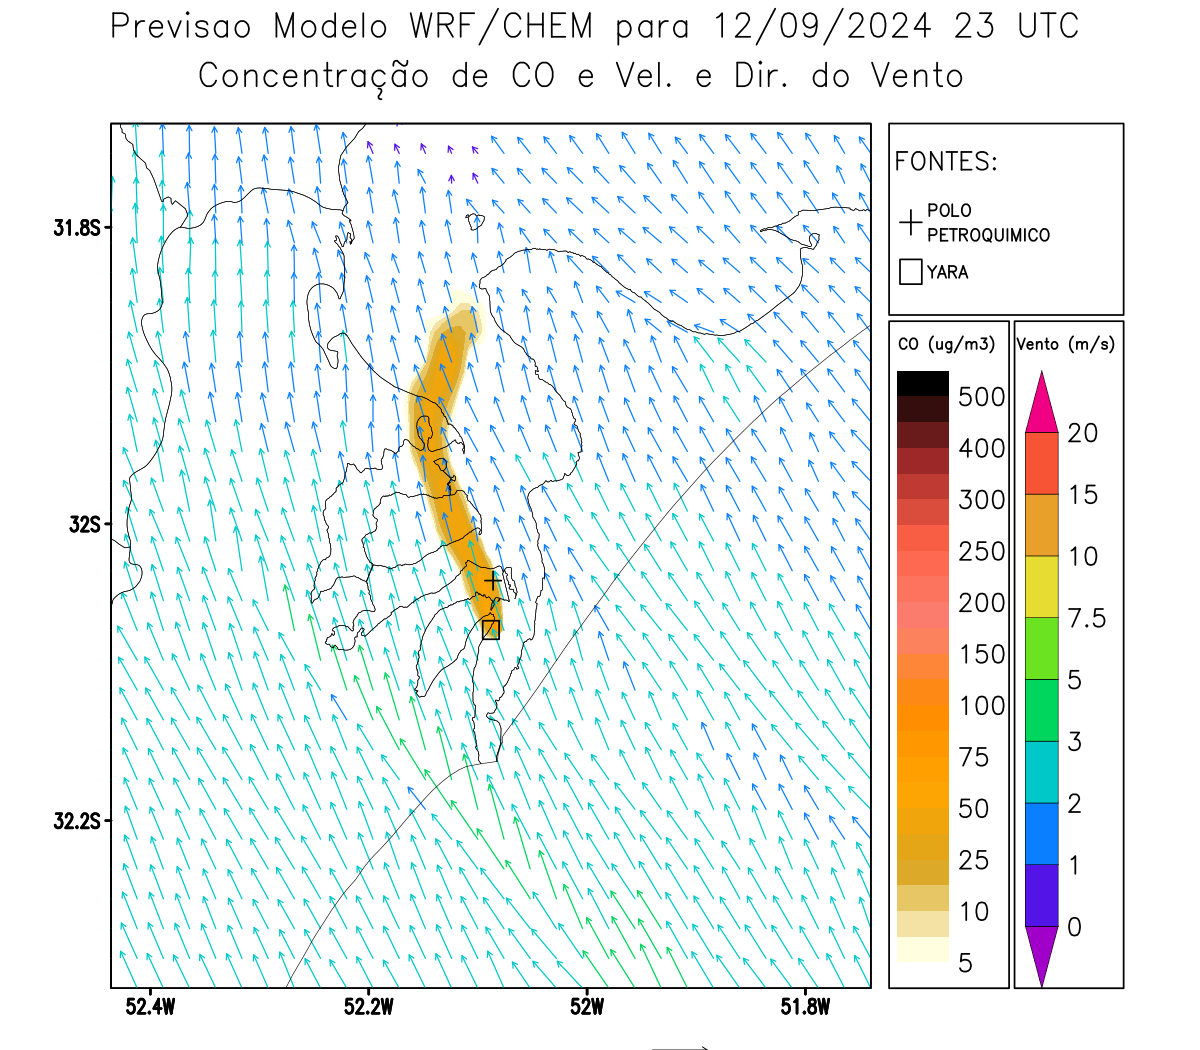 Previsao Modelo WRF/CHEM para 12/09/2024 23 UTC
Concentração de CO e Vel. e Dir. do Vento
FONTES:
POLO
PETROQUIMICO
YARA
CO (ug/m3)
500
400
300
250
200
150
100
75
50
25
10
5
Vento (m/s)
20
15
10
7.5
5
3
2
1
0
31.8S
32S
32.2S
52.4W
52.2W
52W
51.8W